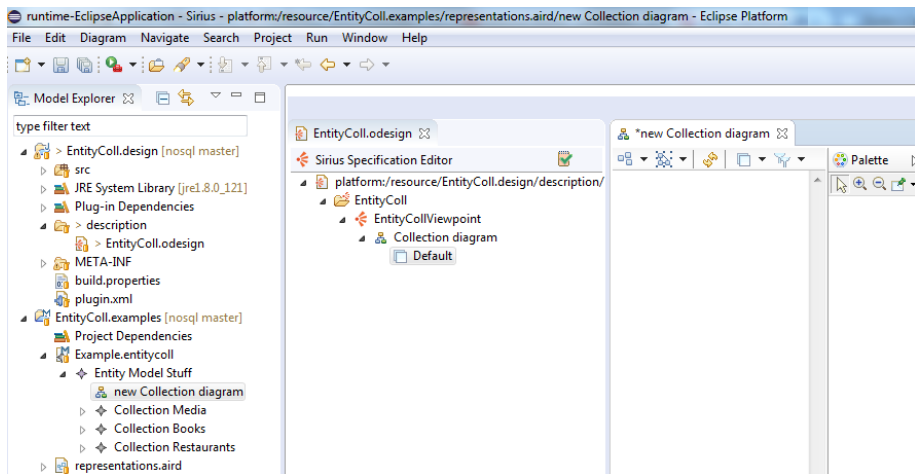 runtime-EclipseApplication - Sirius - platform:/resource/EntityColl.examples/representations.aird/new Collection diagram - Eclipse Platform
File Edit Diagram Navigate Search Project Run Window Help
Model Explorer
type filter text
> EntityColl.design [nosql master]
src
JRE System Library [jre1.8.0_121]
Plug-in Dependencies
> description
> EntityColl.odesign
META-INF
build.properties
plugin.xml
EntityColl.examples [nosql master]
Project Dependencies
Example.entitycoll
Entity Model Stuff
new Collection diagram
Collection Media
Collection Books
Collection Restaurants
representations.aird
EntityColl.odesign
Sirius Specification Editor
platform:/resource/EntityColl.design/description/
EntityColl
EntityCollViewpoint
Collection diagram
Default
*new Collection diagram
Palette